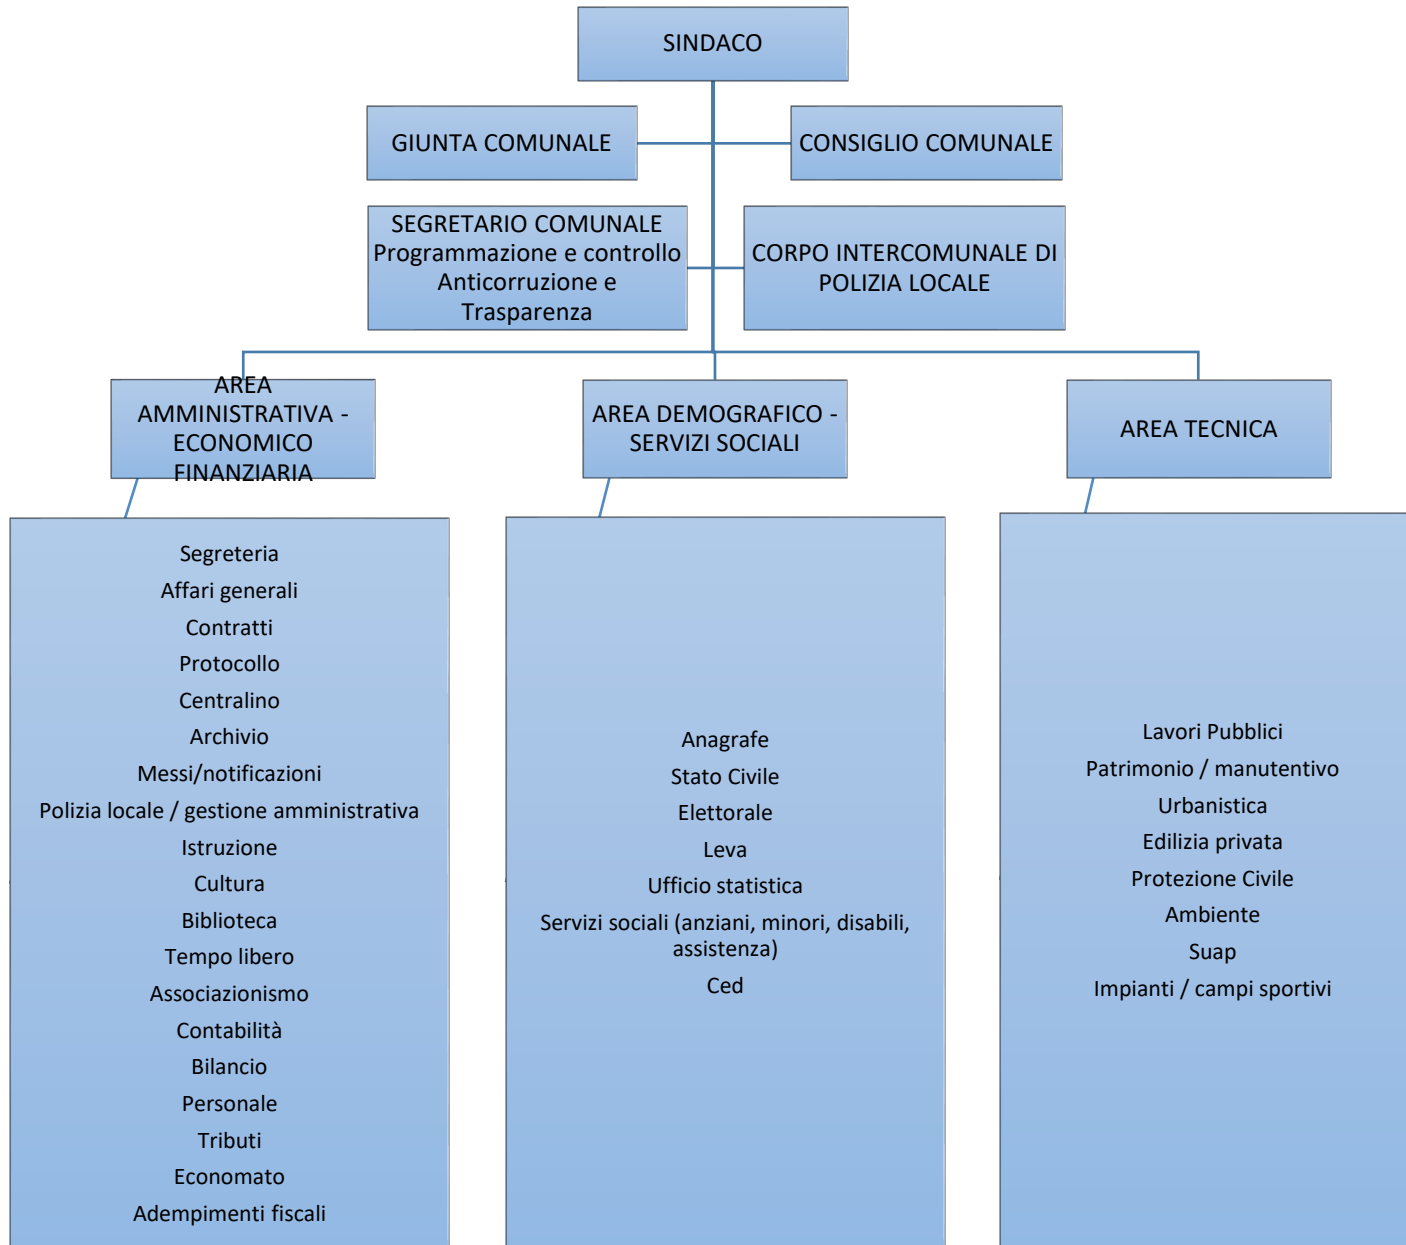 SINDACO
GIUNTA COMUNALE
CONSIGLIO COMUNALE
SEGRETARIO COMUNALE
Programmazione e controllo
Anticorruzione e
Trasparenza
CORPO INTERCOMUNALE DI
POLIZIA LOCALE
AREA
AMMINISTRATIVA -
ECONOMICO
FINANZIARIA
AREA DEMOGRAFICO -
SERVIZI SOCIALI
AREA TECNICA
Segreteria
Affari generali
Contratti
Protocollo
Centralino
Archivio
Messi/notificazioni
Polizia locale / gestione amministrativa
Istruzione
Cultura
Biblioteca
Tempo libero
Associazionismo
Contabilità
Bilancio
Personale
Tributi
Economato
Adempimenti fiscali
Anagrafe
Stato Civile
Elettorale
Leva
Ufficio statistica
Servizi sociali (anziani, minori, disabili,
assistenza)
Ced
Lavori Pubblici
Patrimonio / manutentivo
Urbanistica
Edilizia privata
Protezione Civile
Ambiente
Suap
Impianti / campi sportivi